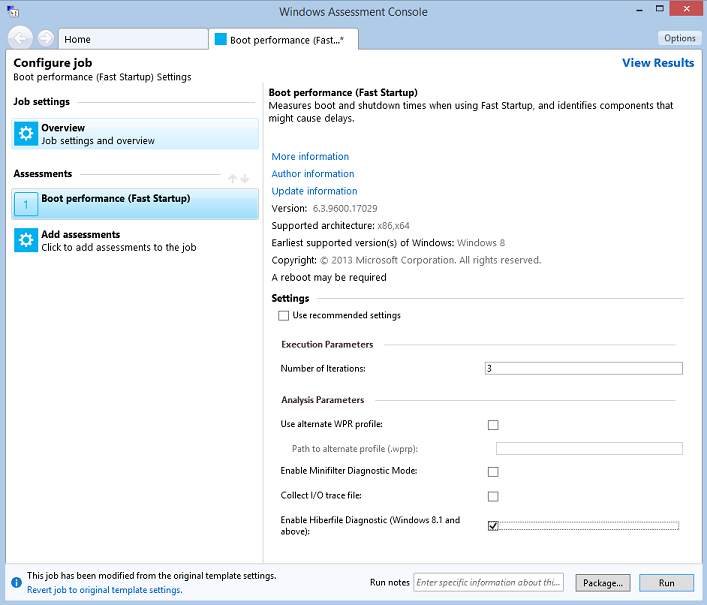 Windows Assessment Console
Home
Boot performance (Fast...*
Options
Configure job
View Results
Boot performance (Fast Startup) Settings
Job settings
Overview
Job settings and overview
Assessments
1
Boot performance (Fast Startup)
Add assessments
Click to add assessments to the job
Boot performance (Fast Startup)
Measures boot and shutdown times when using Fast Startup, and identifies components that
might cause delays.
More information
Author information
Update information
Version: 6.3.9600.17029
Supported architecture: x86,x64
Earliest supported version(s) of Windows: Windows 8
Copyright: © 2013 Microsoft Corporation. All rights reserved.
A reboot may be required
Settings
Use recommended settings
Execution Parameters
Number of Iterations: 3
Analysis Parameters
Use alternate WPR profile:
Path to alternate profile (.wprp):
Enable Minifilter Diagnostic Mode:
Collect I/O trace file:
Enable Hiberfile Diagnostic (Windows 8.1 and
above):
This job has been modified from the original template settings.
Revert job to original template settings.
Run notes Enter specific information about thi...
Package...
Run